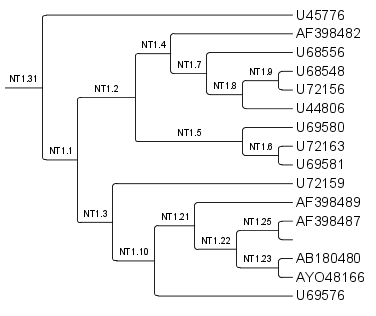 U45776
AF398482
NT1.4
U68556
NT1.7
U68548
NT1.9
NT1.31
NT1.2
NT1.8
U72156
U44806
U69580
NT1.5
U72163
NT1.6
NT1.1
U69581
U72159
AF398489
NT1.3
NT1.21
NT1.25
AF398487
NT1.22
NT1.10
NT1.23
AB180480
AYO48166
U69576